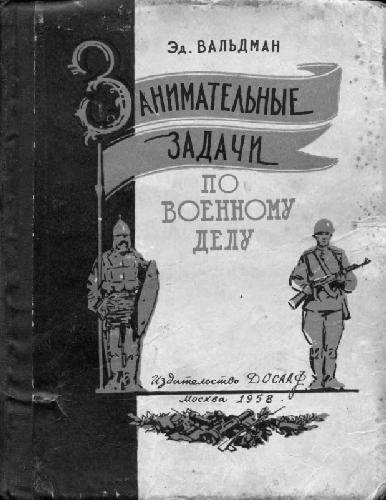 Эд. ВАЛЬДМАН
ЗАНИМАТЕЛЬНЫЕ
ЗАДАЧИ
ПО
ВОЕННОМУ
ДЕЛУ
Издательство ДОСААФ
Москва 1958.